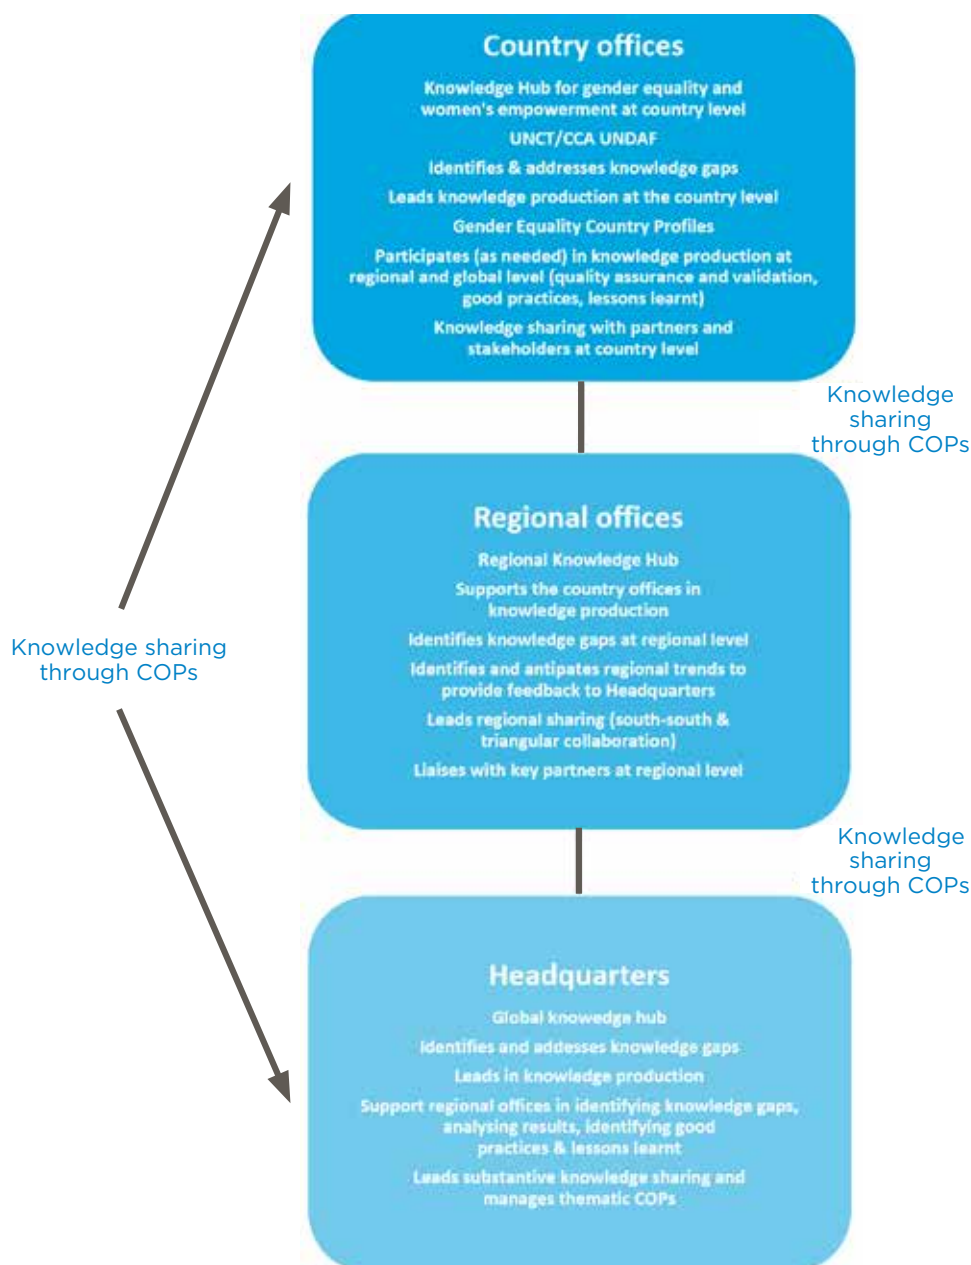 Country offices
Knowledge Hub for gender equality and
women's empowerment at country level
UNCT/CCA UNDAF
Identifies & addresses knowledge gaps
Leads knowledge production at the country level
Gender Equality Country Profiles
Participates (as needed) in knowledge production at
regional and global level (quality assurance and validation,
good practices, lessons learnt)
Knowledge sharing with partners and
stakeholders at country level
Knowledge
sharing
through COPs
Regional offices
Regional Knowledge Hub
Supports the country offices in
knowledge production
Identifies knowledge gaps at regional level
Identifies and antipates regional trends to
provide feedback to Headquarters
Leads regional sharing (south-south &
triangular collaboration)
Liaises with key partners at regional level
Knowledge sharing
through COPs
Knowledge
sharing
through COPs
Headquarters
Global knowedge hub
Identifies and addesses knowledge gaps
Leads in knowledge production
Support regional offices in identifying knowledge gaps,
analysing results, identifying good
practices & lessons learnt
Leads substantive knowledge sharing and
manages thematic COPs